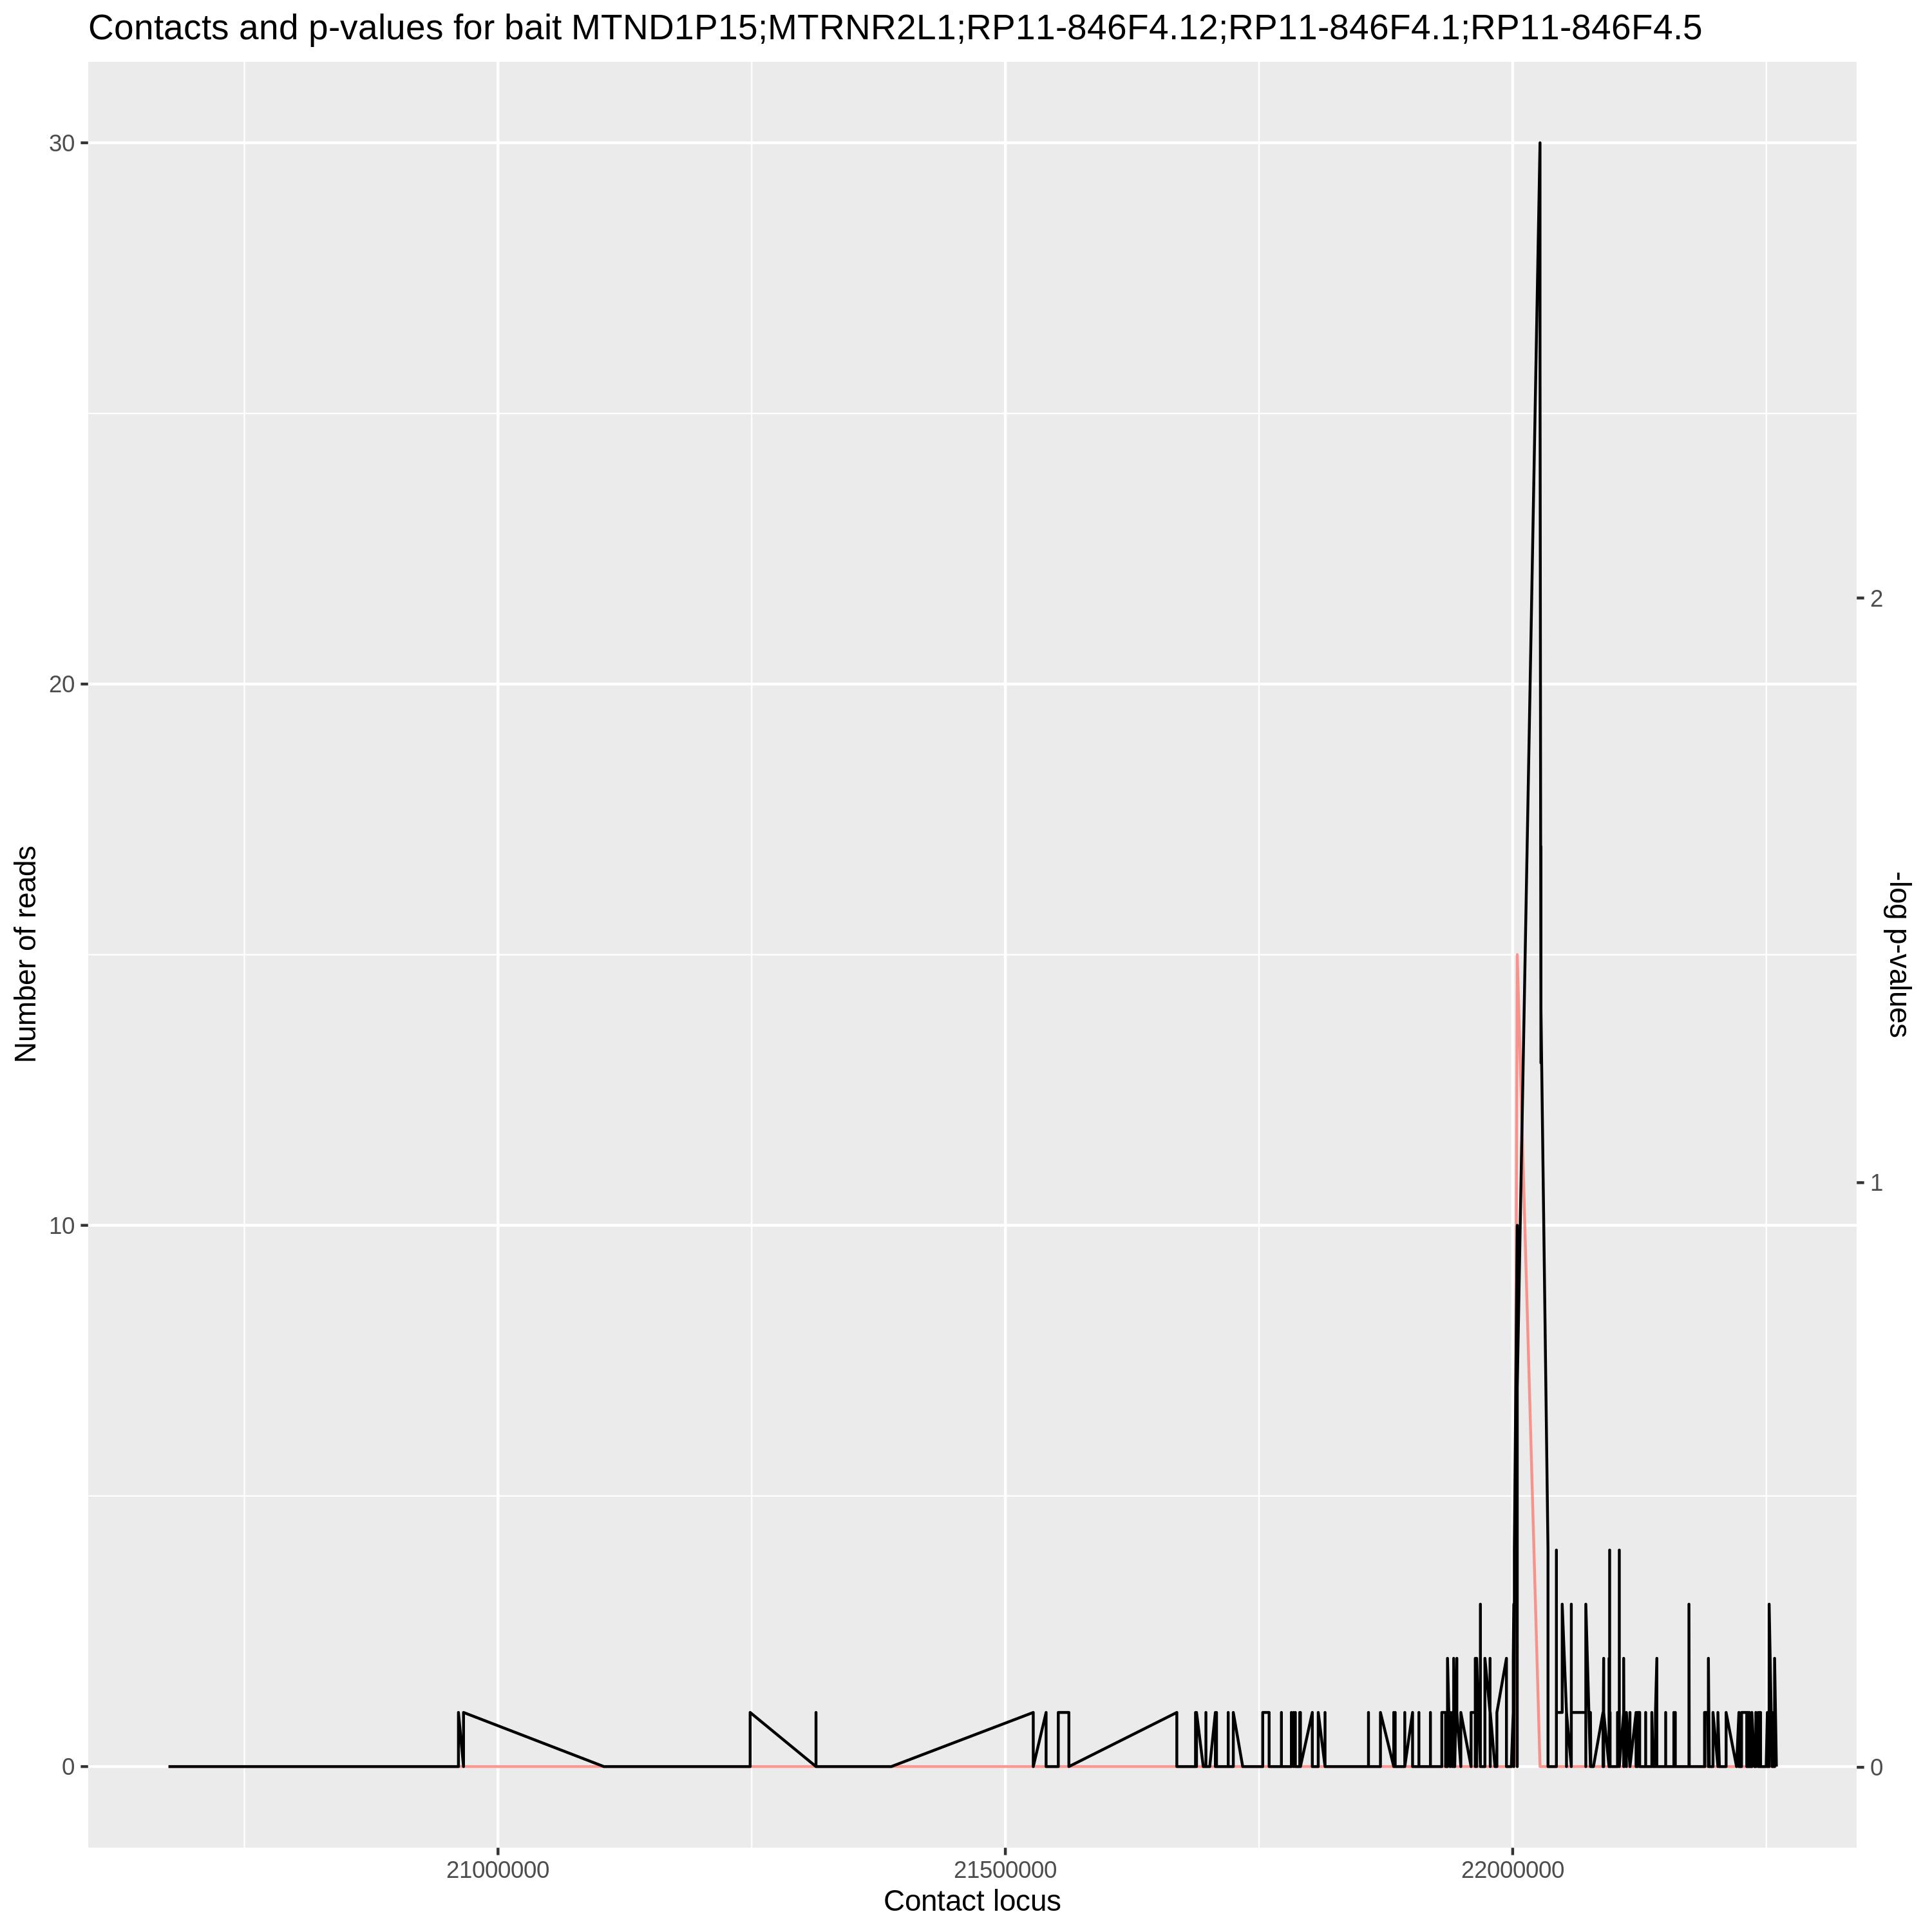 Contacts and p-values for bait MTND1P15;MTRNR2L1;RP11-846F4.12;RP11-846F4.1;RP11-846F4.5
30
20
10
0
Number of reads
2
1
0
-log p-values
21000000
21500000
22000000
Contact locus